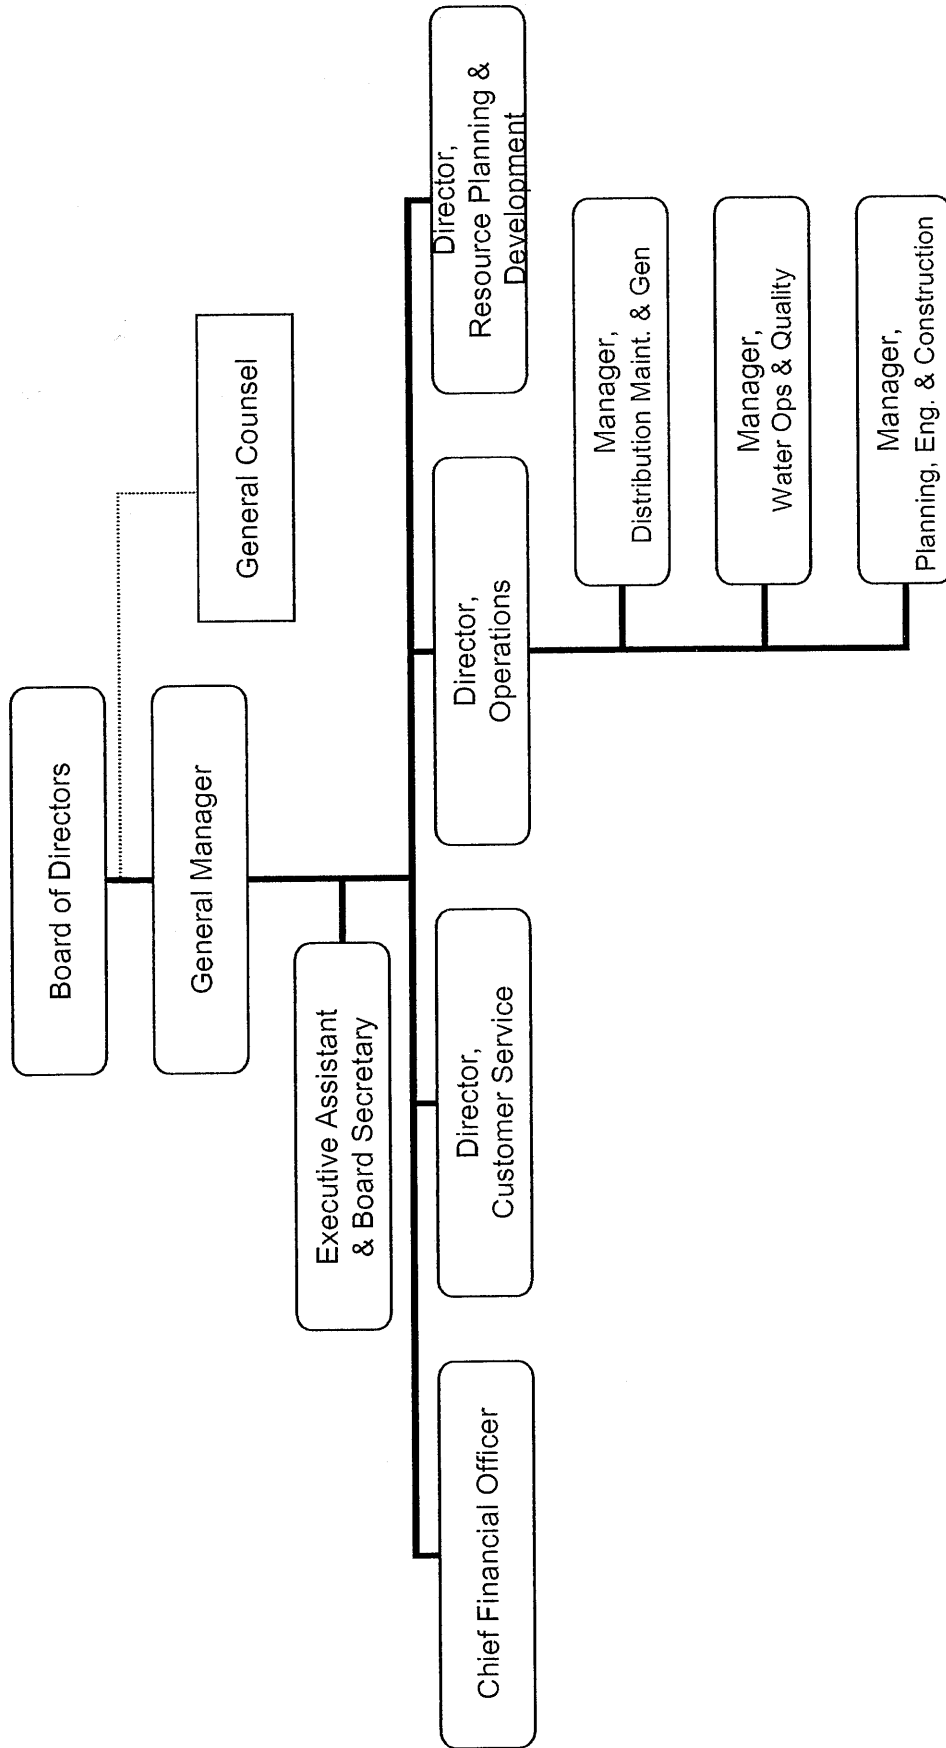 Board of Directors
General Manager
General Counsel
Executive Assistant
& Board Secretary
Chief Financial Officer
Director,
Customer Service
Director,
Operations
Director,
Resource Planning &
Development
Manager,
Distribution Maint. & Gen
Manager,
Water Ops & Quality
Manager,
Planning, Eng. & Construction